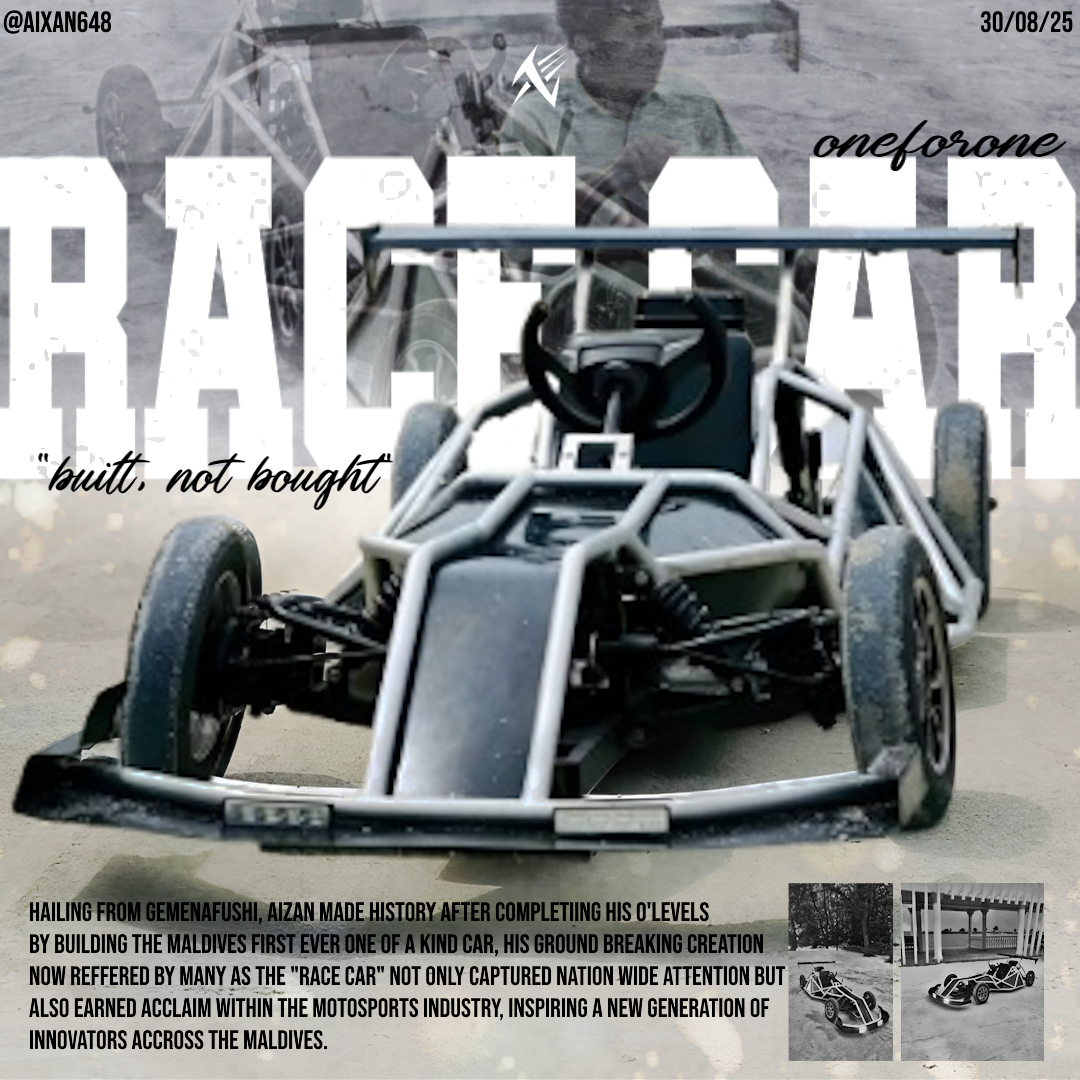 @AIXAN648
30/08/25
oneforone
RACE CAR
"built, not bought"
HAILING FROM GEMENAFUSHI, AIZAN MADE HISTORY AFTER COMPLETIING HIS O'LEVELS
BY BUILDING THE MALDIVES FIRST EVER ONE OF A KIND CAR, HIS GROUND BREAKING CREATION
NOW REFFERED BY MANY AS THE "RACE CAR" NOT ONLY CAPTURED NATION WIDE ATTENTION BUT
ALSO EARNED ACCLAIM WITHIN THE MOTOSPORTS INDUSTRY, INSPIRING A NEW GENERATION OF
INNOVATORS ACCROSS THE MALDIVES.